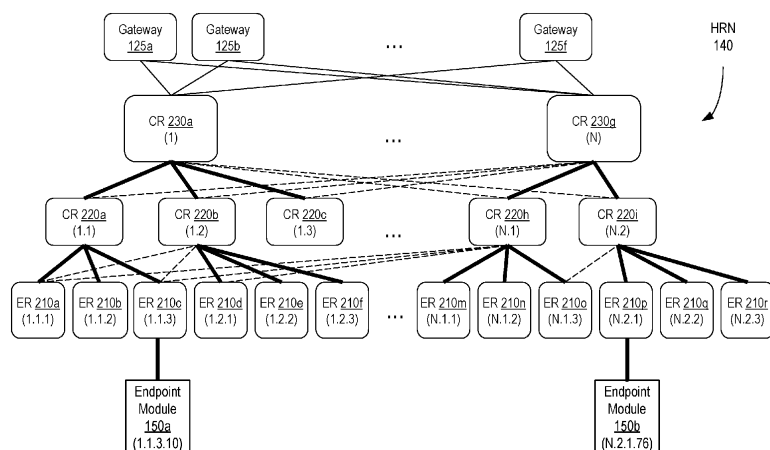 Gateway
125a
Gateway
125b
...
Gateway
125f
HRN
140
CR 230a
(1)
...
CR 230g
(N)
CR 220a
(1.1)
CR 220b
(1.2)
CR 220c
(1.3)
...
CR 220h
(N.1)
CR 220i
(N.2)
ER 210a
(1.1.1)
ER 210b
(1.1.2)
ER 210c
(1.1.3)
ER 210d
(1.2.1)
ER 210e
(1.2.2)
ER 210f
(1.2.3)
...
ER 210m
(N.1.1)
ER 210n
(N.1.2)
ER 210o
(N.1.3)
ER 210p
(N.2.1)
ER 210q
(N.2.2)
ER 210r
(N.2.3)
Endpoint
Module
150a
(1.1.3.10)
Endpoint
Module
150b
(N.2.1.76)